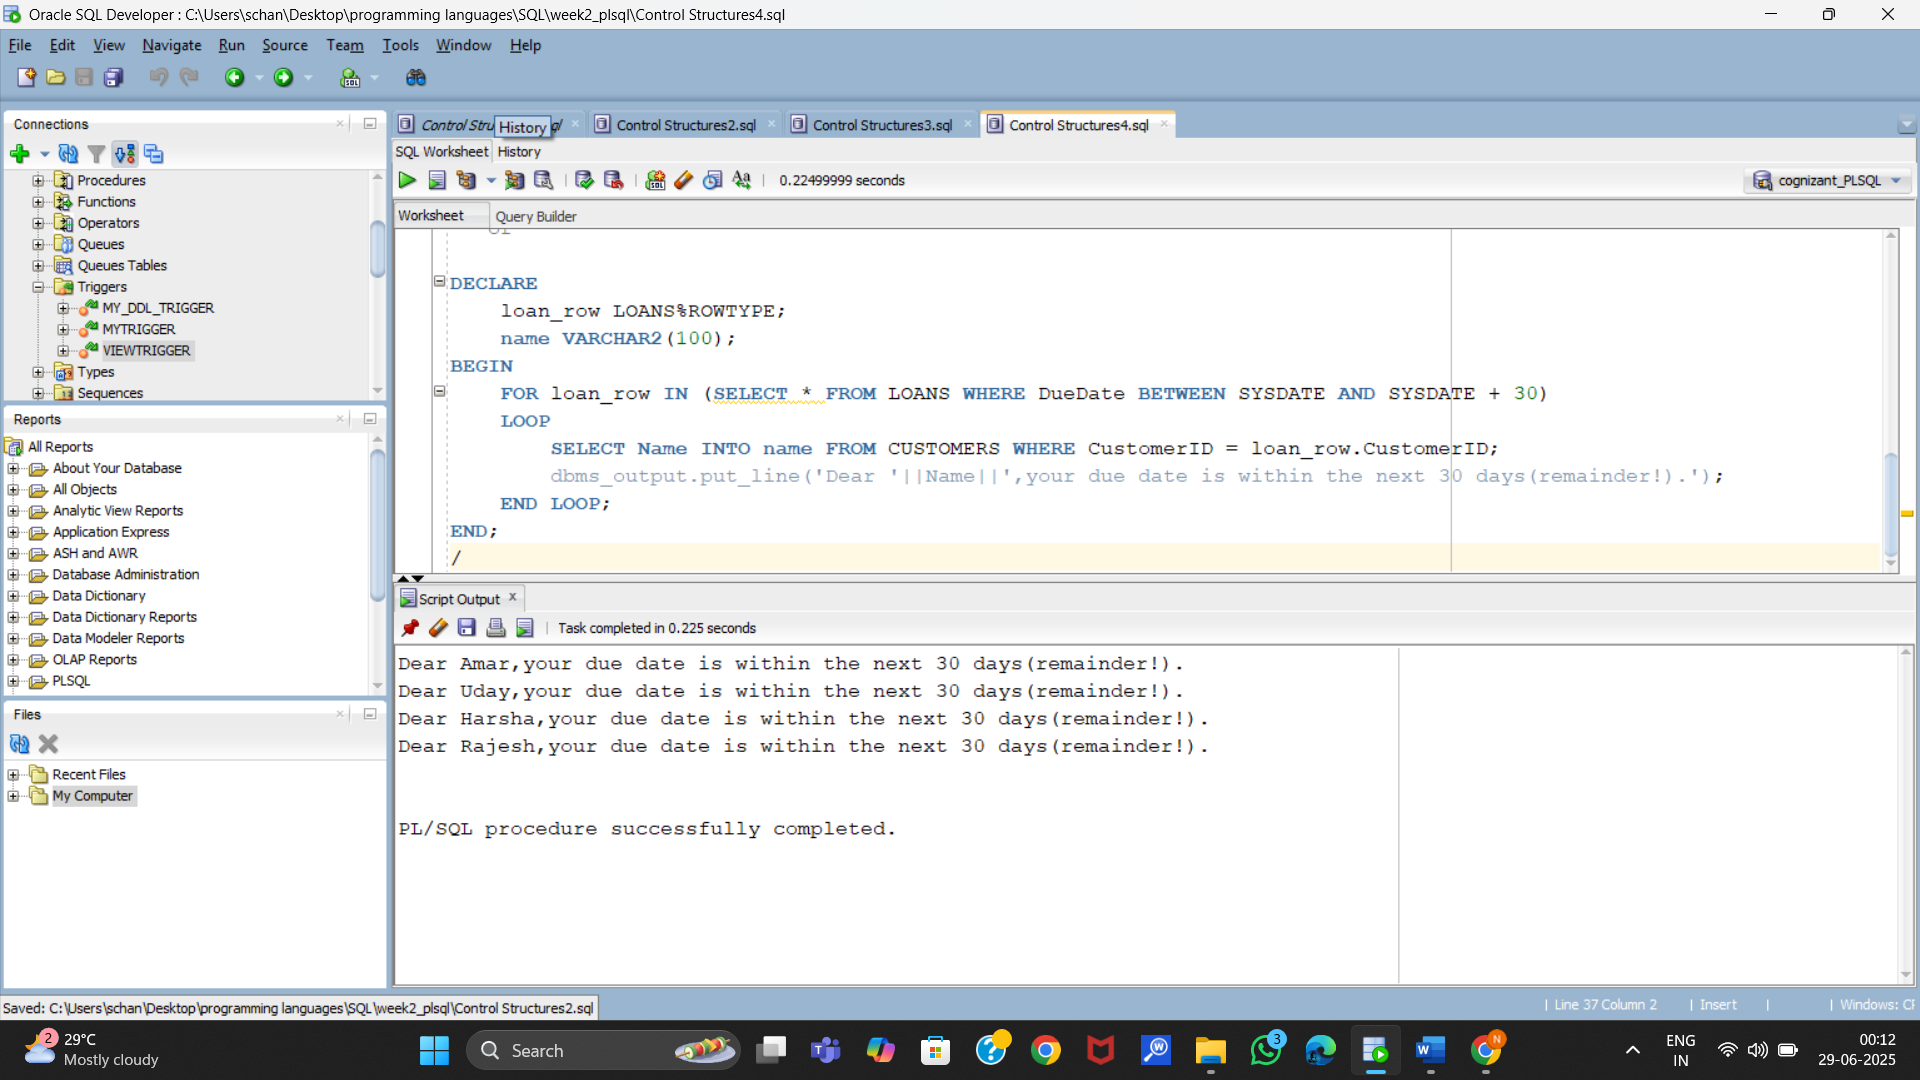 Oracle SQL Developer : C:\Users\schan\Desktop\programming languages\SQL\week2_plsql\Control Structures4.sql
File Edit View Navigate Run Source Team Tools Window Help
Connections
Procedures
Functions
Operators
Queues
Queues Tables
Triggers
MY_DDL_TRIGGER
MYTRIGGER
VIEWTRIGGER
Types
Sequences
Reports
All Reports
About Your Database
All Objects
Analytic View Reports
Application Express
ASH and AWR
Database Administration
Data Dictionary
Data Dictionary Reports
Data Modeler Reports
OLAP Reports
PLSQL
Files
Recent Files
My Computer
Control Stru History Control Structures2.sql Control Structures3.sql Control Structures4.sql
SQL Worksheet History
0.22499999 seconds
cognizant_PLSQL
Worksheet Query Builder
DECLARE
loan_row LOANS%ROWTYPE;
name VARCHAR2(100);
BEGIN
FOR loan_row IN (SELECT * FROM LOANS WHERE DueDate BETWEEN SYSDATE AND SYSDATE + 30)
LOOP
SELECT Name INTO name FROM CUSTOMERS WHERE CustomerID = loan_row.CustomerID;
dbms_output.put_line('Dear '||Name||',your due date is within the next 30 days(remainder!).');
END LOOP;
END;
/
Script Output
Task completed in 0.225 seconds
Dear Amar,your due date is within the next 30 days(remainder!).
Dear Uday,your due date is within the next 30 days(remainder!).
Dear Harsha,your due date is within the next 30 days(remainder!).
Dear Rajesh,your due date is within the next 30 days(remainder!).
PL/SQL procedure successfully completed.
Saved: C:\Users\schan\Desktop\programming languages\SQL\week2_plsql\Control Structures2.sql
Line 37 Column 2 Insert Windows:
2
29°C
Mostly cloudy
Search
3
N
ENG
IN
00:12
29-06-2025